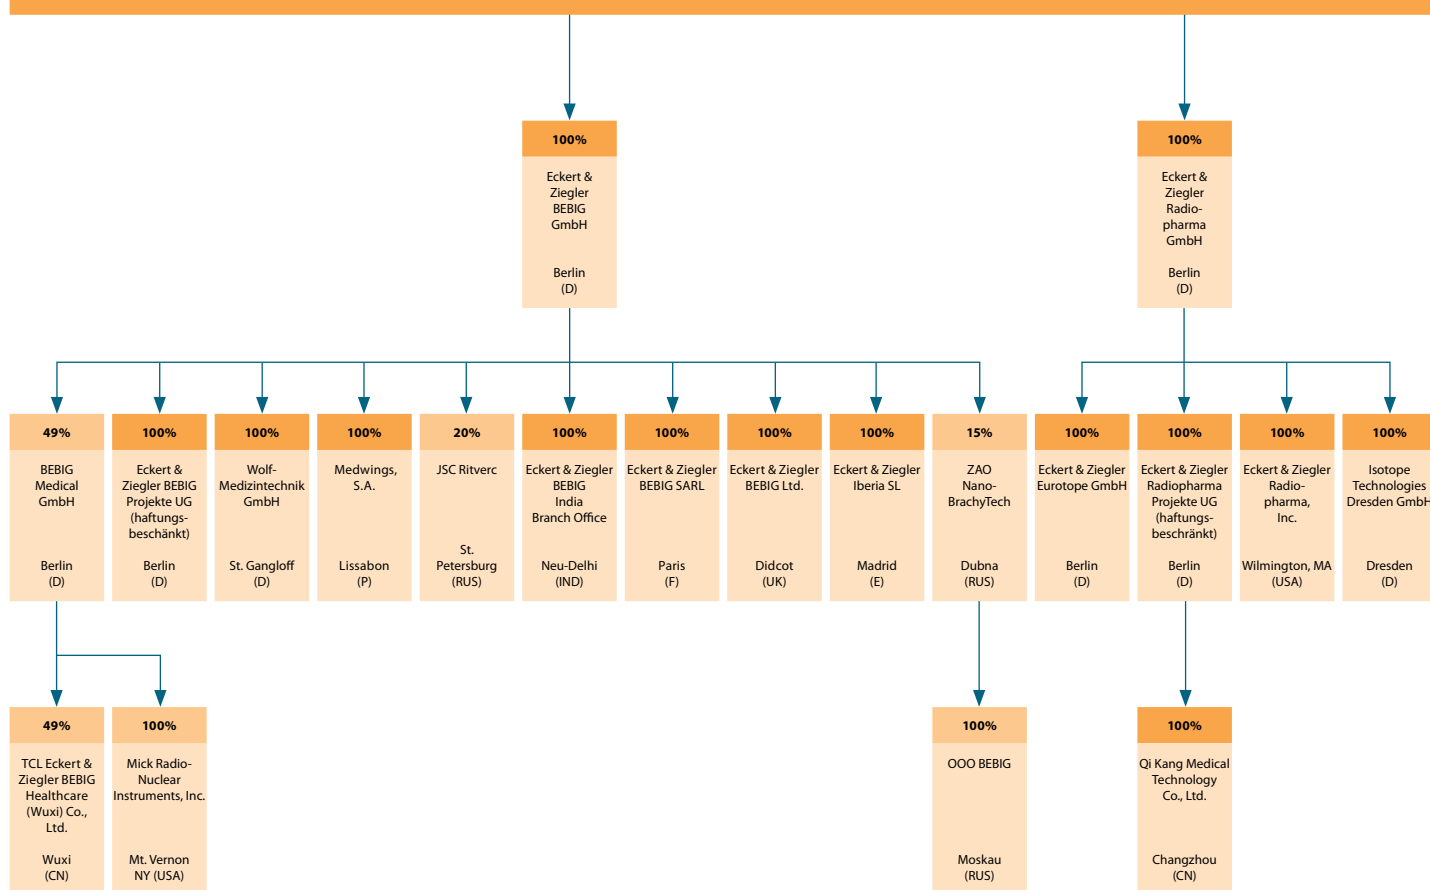 100%
Eckert &
Ziegler
BEBIG
GmbH
Berlin
(D)
100%
Eckert &
Ziegler
Radio-
pharma
GmbH
Berlin
(D)
49%
BEBIG
Medical
GmbH
Berlin
(D)
100%
Eckert &
Ziegler BEBIG
Projekte UG
(haftungs-
beschänkt)
Berlin
(D)
100%
Wolf-
Medizintechnik
GmbH
St. Gangloff
(D)
100%
Medwings,
S.A.
Lissabon
(P)
20%
JSC Ritverc
St.
Petersburg
(RUS)
100%
Eckert & Ziegler
BEBIG
India
Branch Office
Neu-Delhi
(IND)
100%
Eckert & Ziegler
BEBIG SARL
Paris
(F)
100%
Eckert & Ziegler
BEBIG Ltd.
Didcot
(UK)
100%
Eckert & Ziegler
Iberia SL
Madrid
(E)
15%
ZAO
Nano-
BrachyTech
Dubna
(RUS)
100%
Eckert & Ziegler
Eurotope GmbH
Berlin
(D)
100%
Eckert & Ziegler
Radiopharma
Projekte UG
(haftungs-
beschränkt)
Berlin
(D)
100%
Eckert & Ziegler
Radio-
pharma,
Inc.
Wilmington, MA
(USA)
100%
Isotope
Technologies
Dresden GmbH
Dresden
(D)
49%
TCL Eckert &
Ziegler BEBIG
Healthcare
(Wuxi) Co.,
Ltd.
Wuxi
(CN)
100%
Mick Radio-
Nuclear
Instruments, Inc.
Mt. Vernon
NY (USA)
100%
OOO BEBIG
Moskau
(RUS)
100%
Qi Kang Medical
Technology
Co., Ltd.
Changzhou
(CN)